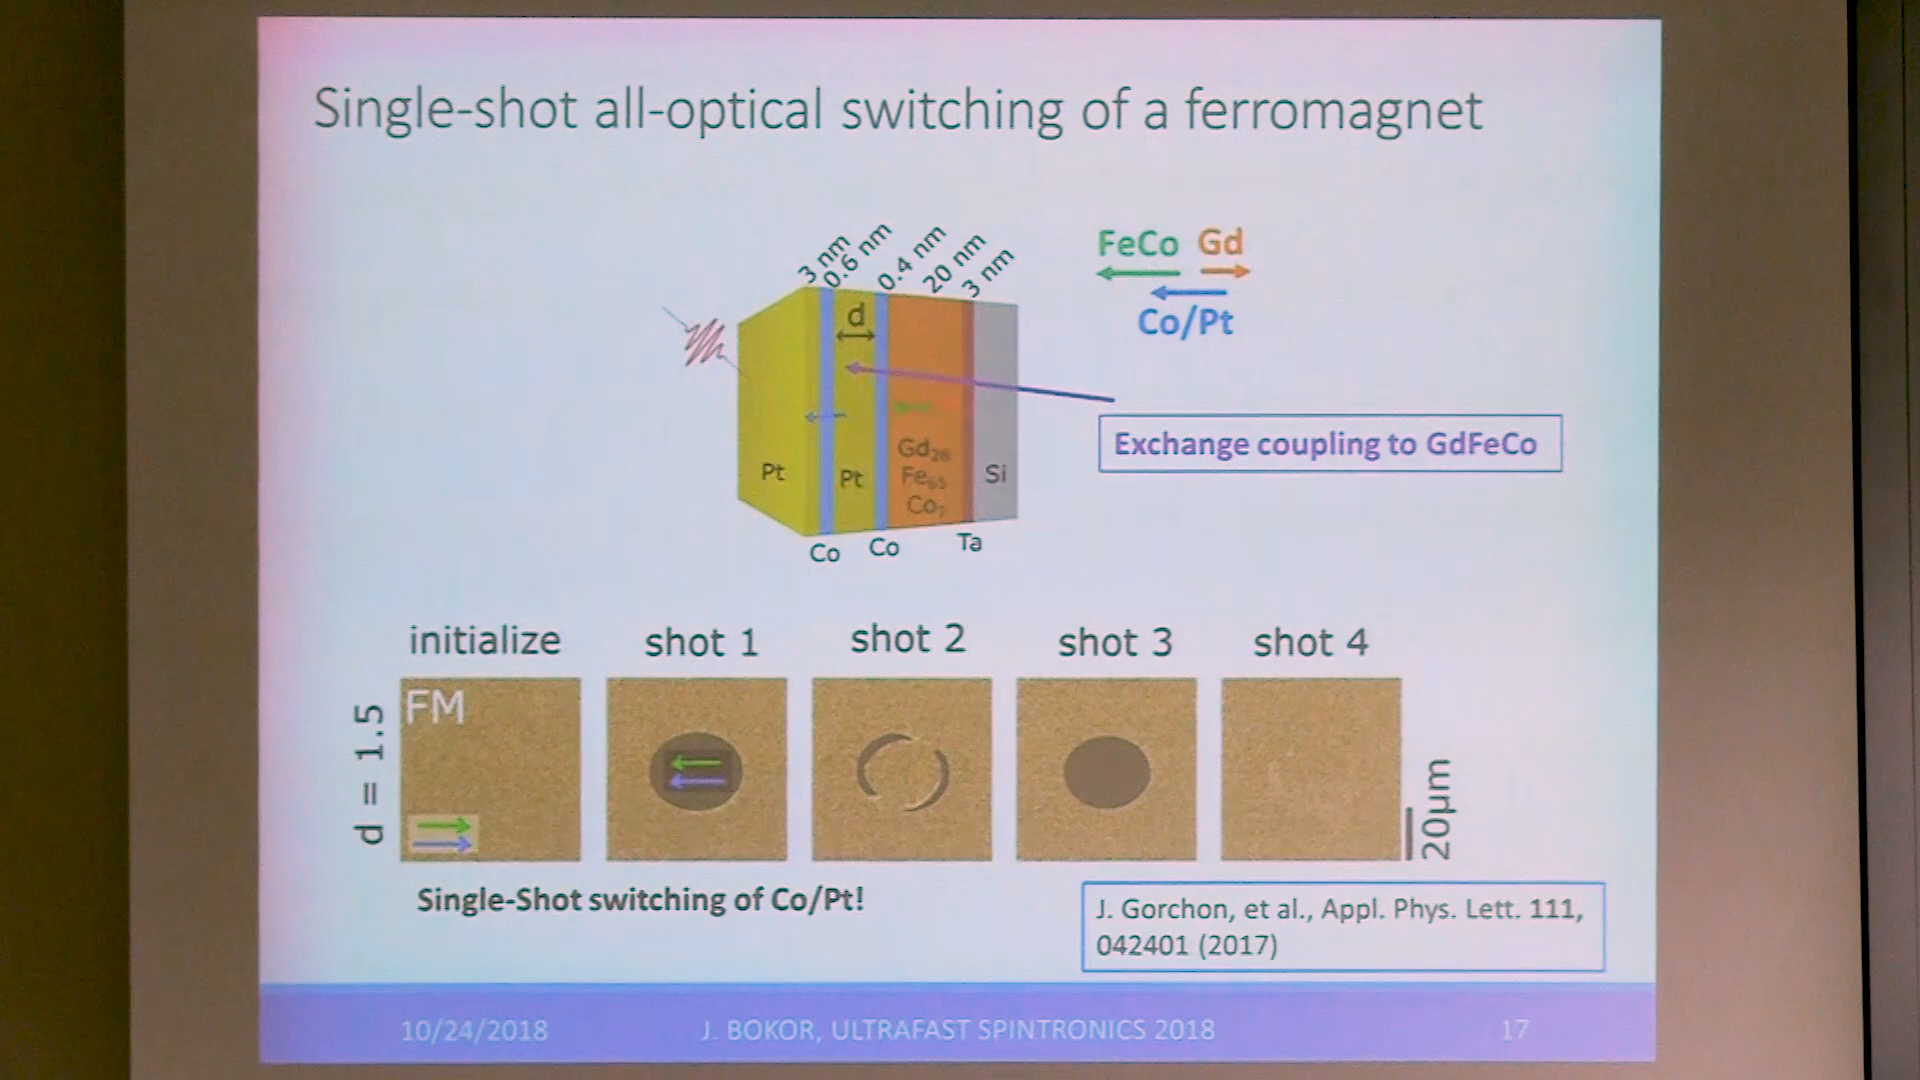 Single-shot all-optical switching of a ferromagnet
3 nm
0.6 nm
0.4 nm
20 nm
3 nm
FeCo Gd
Co/Pt
d
Exchange coupling to GdFeCo
Pt
Pt
Gd₂₈
Fe₆₅
Co₇
Si
Co
Co
Ta
initialize
shot 1
shot 2
shot 3
shot 4
d = 1.5
FM
20µm
Single-Shot switching of Co/Pt!
J. Gorchon, et al., Appl. Phys. Lett. 111,
042401 (2017)
10/24/2018
J. BOKOR, ULTRAFAST SPINTRONICS 2018
17